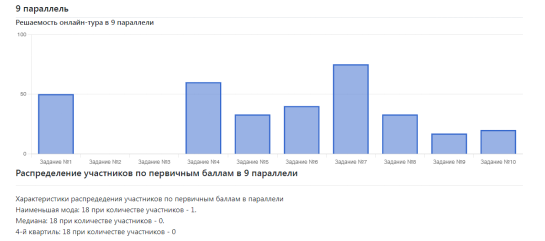 9 параллель
Решаемость онлайн-тура в 9 параллели
100
50
0
Задание №1 Задание №2 Задание №3 Задание №4 Задание №5 Задание №6 Задание №7 Задание №8 Задание №9 Задание №10
Распределение участников по первичным баллам в 9 параллели
Характеристики распредедения участников по первичным баллам в параллели
Наименьшая мода: 18 при количестве участников - 1.
Медиана: 18 при количестве участников - 0.
4-й квартиль: 18 при количестве участников - 0